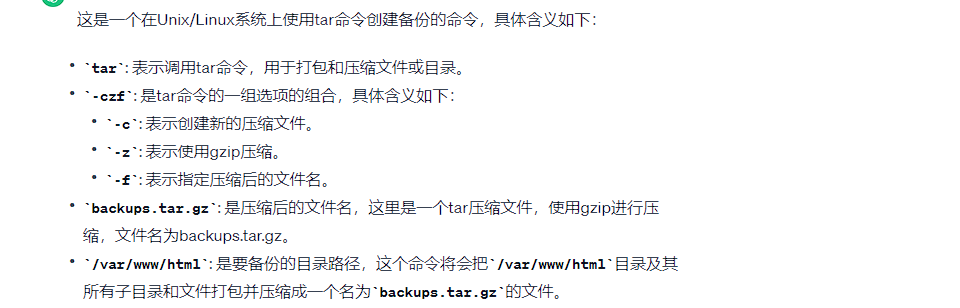 这是一个在Unix/Linux系统上使用tar命令创建备份的命令，具体含义如下：
• `tar`: 表示调用tar命令，用于打包和压缩文件或目录。
• `-czf`: 是tar命令的一组选项的组合，具体含义如下：
• `-c`: 表示创建新的压缩文件。
• `-z`: 表示使用gzip压缩。
• `-f`: 表示指定压缩后的文件名。
• `backups.tar.gz`: 是压缩后的文件名，这里是一个tar压缩文件，使用gzip进行压
缩，文件名为backups.tar.gz。
• `/var/www/html`: 是要备份的目录路径，这个命令将会把`/var/www/html`目录及其
所有子目录和文件打包并压缩成一个名为`backups.tar.gz`的文件。